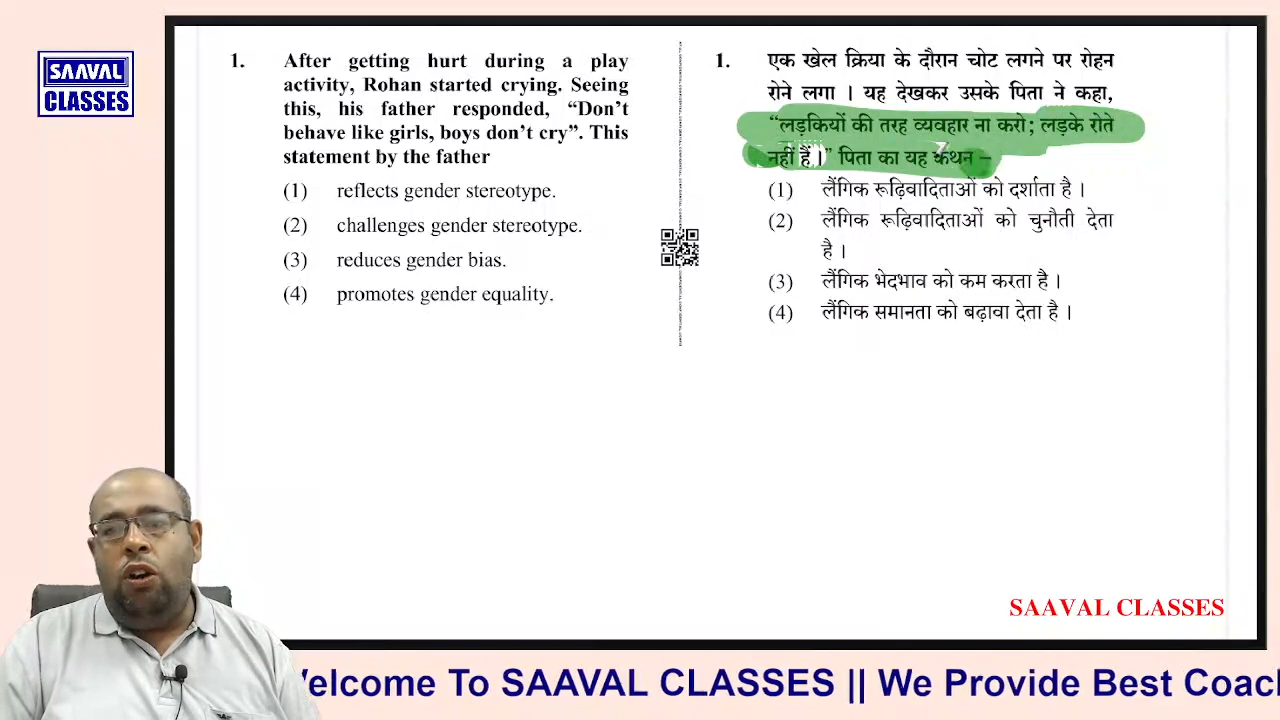 SAAVAL
CLASSES
1. After getting hurt during a play
activity, Rohan started crying. Seeing
this, his father responded, “Don’t
behave like girls, boys don’t cry”. This
statement by the father
(1) reflects gender stereotype.
(2) challenges gender stereotype.
(3) reduces gender bias.
(4) promotes gender equality.
1. एक खेल क्रिया के दौरान चोट लगने पर रोहन
रोने लगा । यह देखकर उसके पिता ने कहा,
“लड़कियों की तरह व्यवहार ना करो; लड़के रोते
नहीं हैं ।” पिता का यह कथन –
(1) लैंगिक रूढ़िवादिताओं को दर्शाता है ।
(2) लैंगिक रूढ़िवादिताओं को चुनौती देता
है ।
(3) लैंगिक भेदभाव को कम करता है ।
(4) लैंगिक समानता को बढ़ावा देता है ।
SAAVAL CLASSES
Welcome To SAAVAL CLASSES || We Provide Best Coac